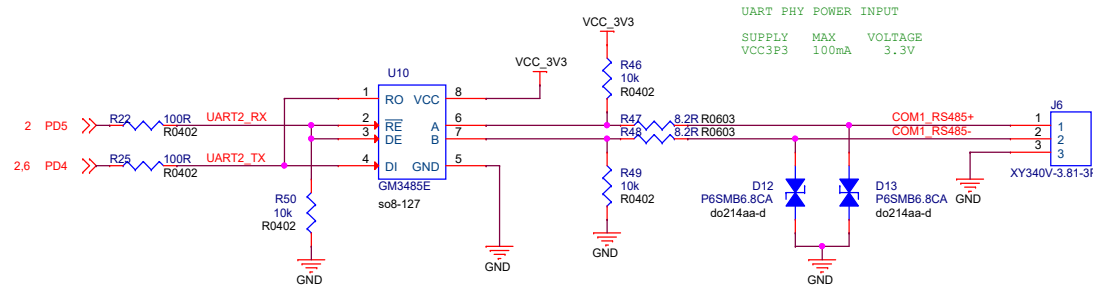 UART PHY POWER INPUT
SUPPLY MAX VOLTAGE
VCC3P3 100mA 3.3V
VCC_3V3
VCC_3V3
R46
10k
R0402
U10
1 RO VCC 8
2 RE A 6
3 DE B 7
4 DI GND 5
GM3485E
so8-127
2 PD5
R22 100R
R0402
UART2_RX
2,6 PD4
R25 100R
R0402
UART2_TX
R50
10k
R0402
GND
GND
R47 8.2R R0603
R48 8.2R R0603
R49
10k
R0402
GND
COM1_RS485+
COM1_RS485-
J6
1 1
2 2
3 3
XY340V-3.81-3P
GND
D12
P6SMB6.8CA
do214aa-d
D13
P6SMB6.8CA
do214aa-d
GND